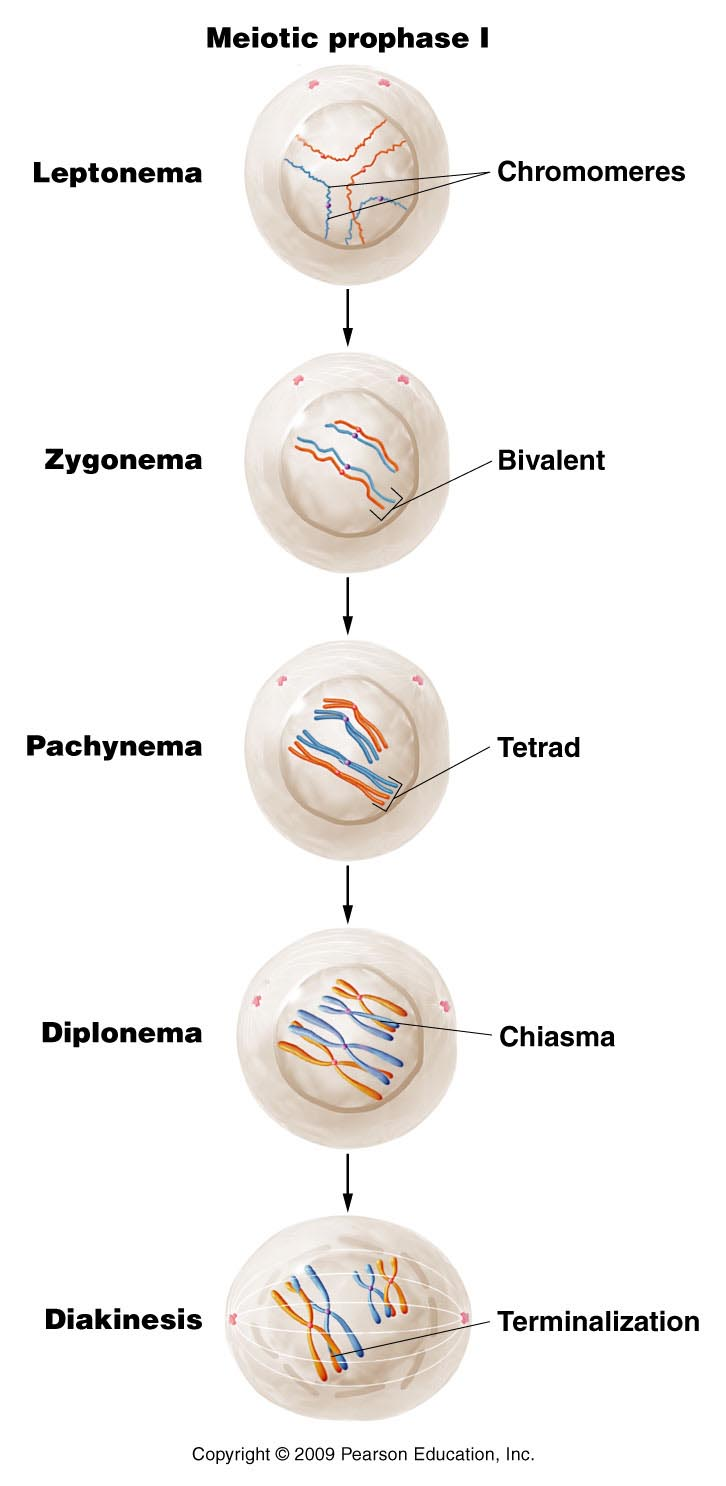 Meiotic prophase I
Leptonema
Chromomeres
Zygonema
Bivalent
Pachynema
Tetrad
Diplonema
Chiasma
Diakinesis
Terminalization
Copyright © 2009 Pearson Education, Inc.